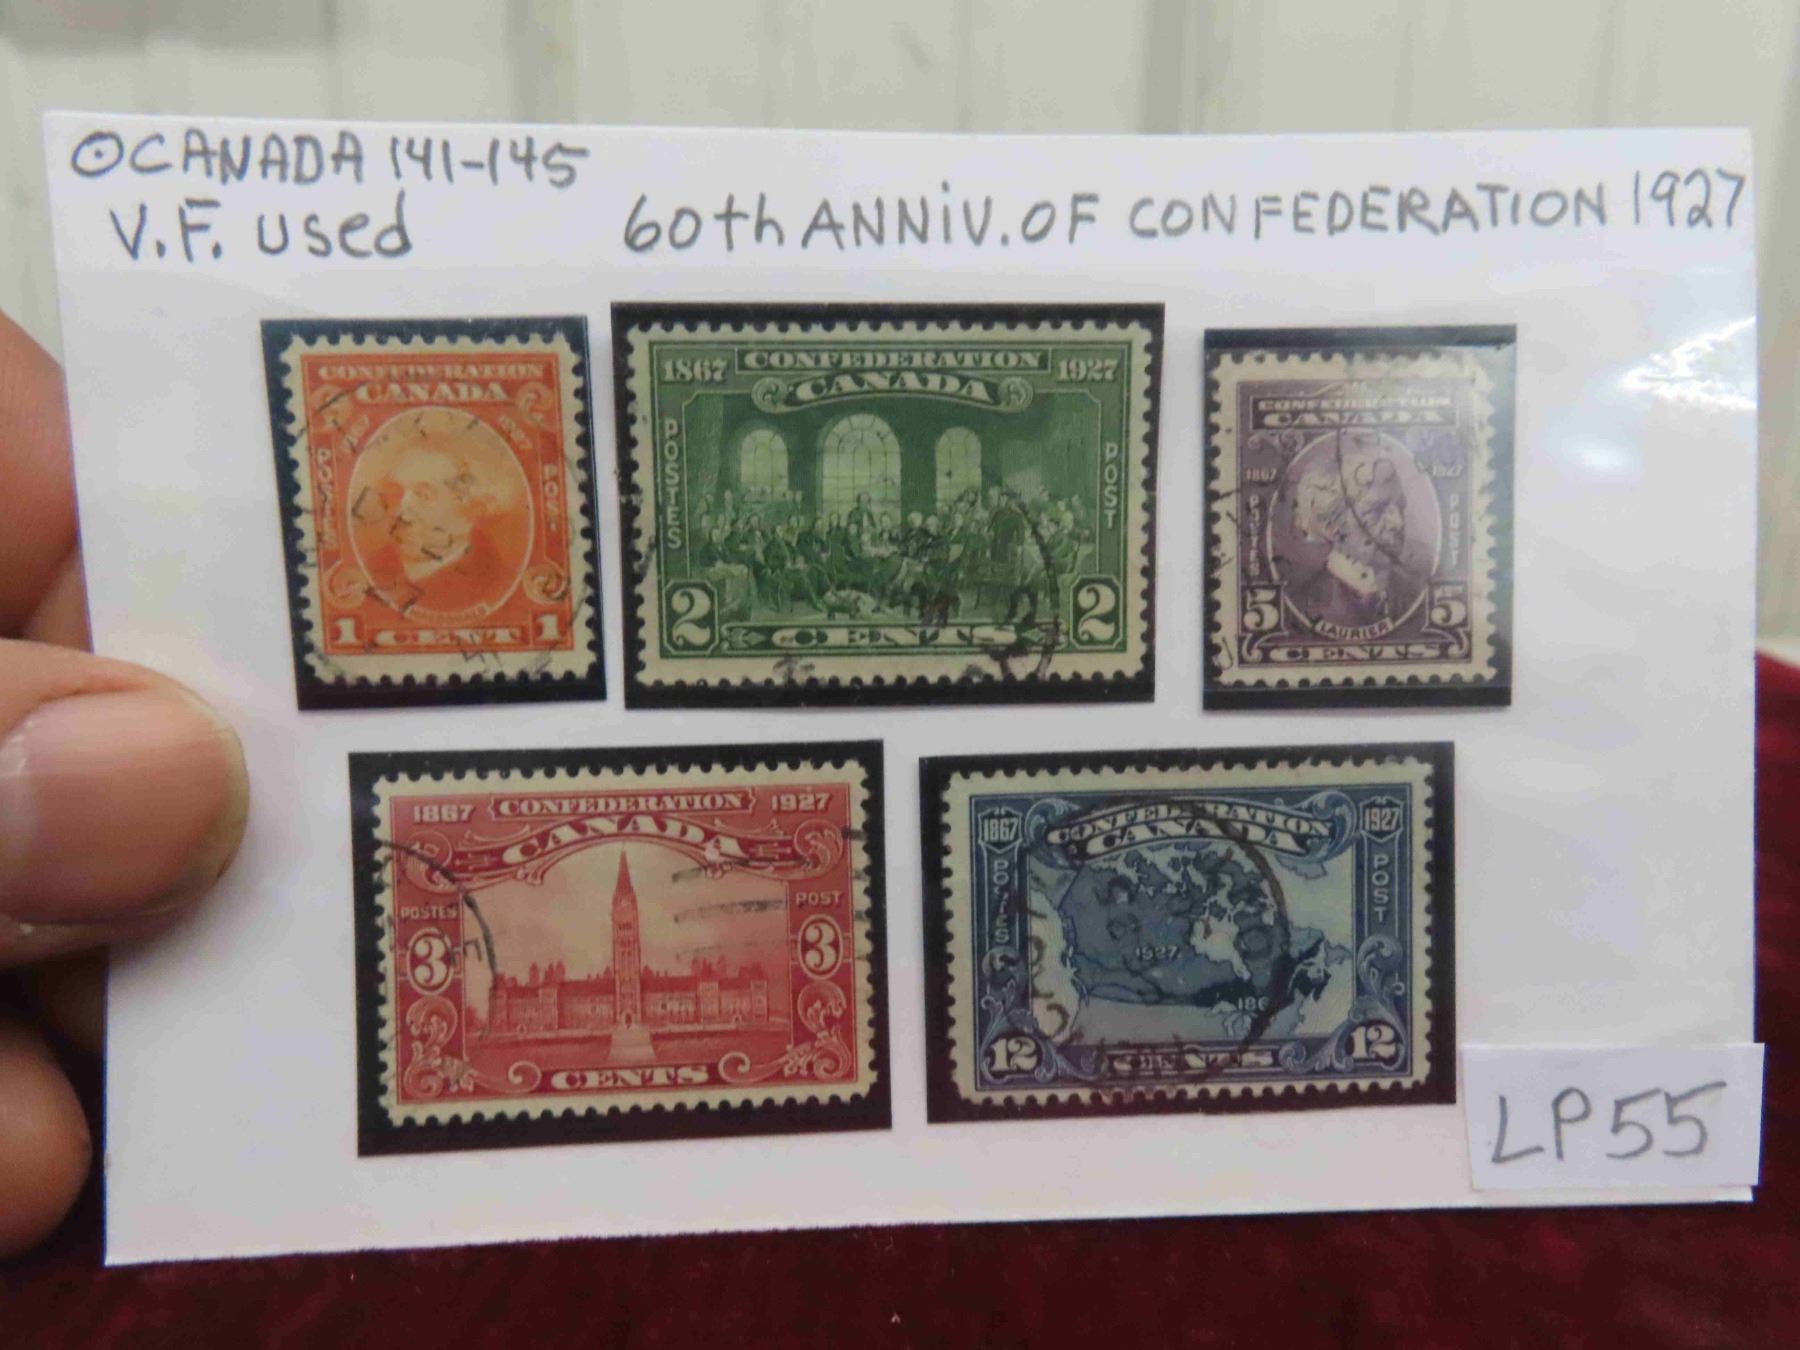 ⊙CANADA 141-145
V.F. used 60th ANNiV. OF CONFEDERATION 1927
CONFEDERATION
CANADA
POST
1 CENT 1
1867 CONFEDERATION 1927
CANADA
POSTES POST
2 CENTS 2
CONFEDERATION
CANADA
1867 1927
POSTES POST
LAURIER
5 CENTS 5
1867 CONFEDERATION 1927
CANADA
POSTES POST
3 3
CENTS
1867 CONFEDERATION 1927
CANADA
POSTES POST
1927
12 CENTS 12
LP55